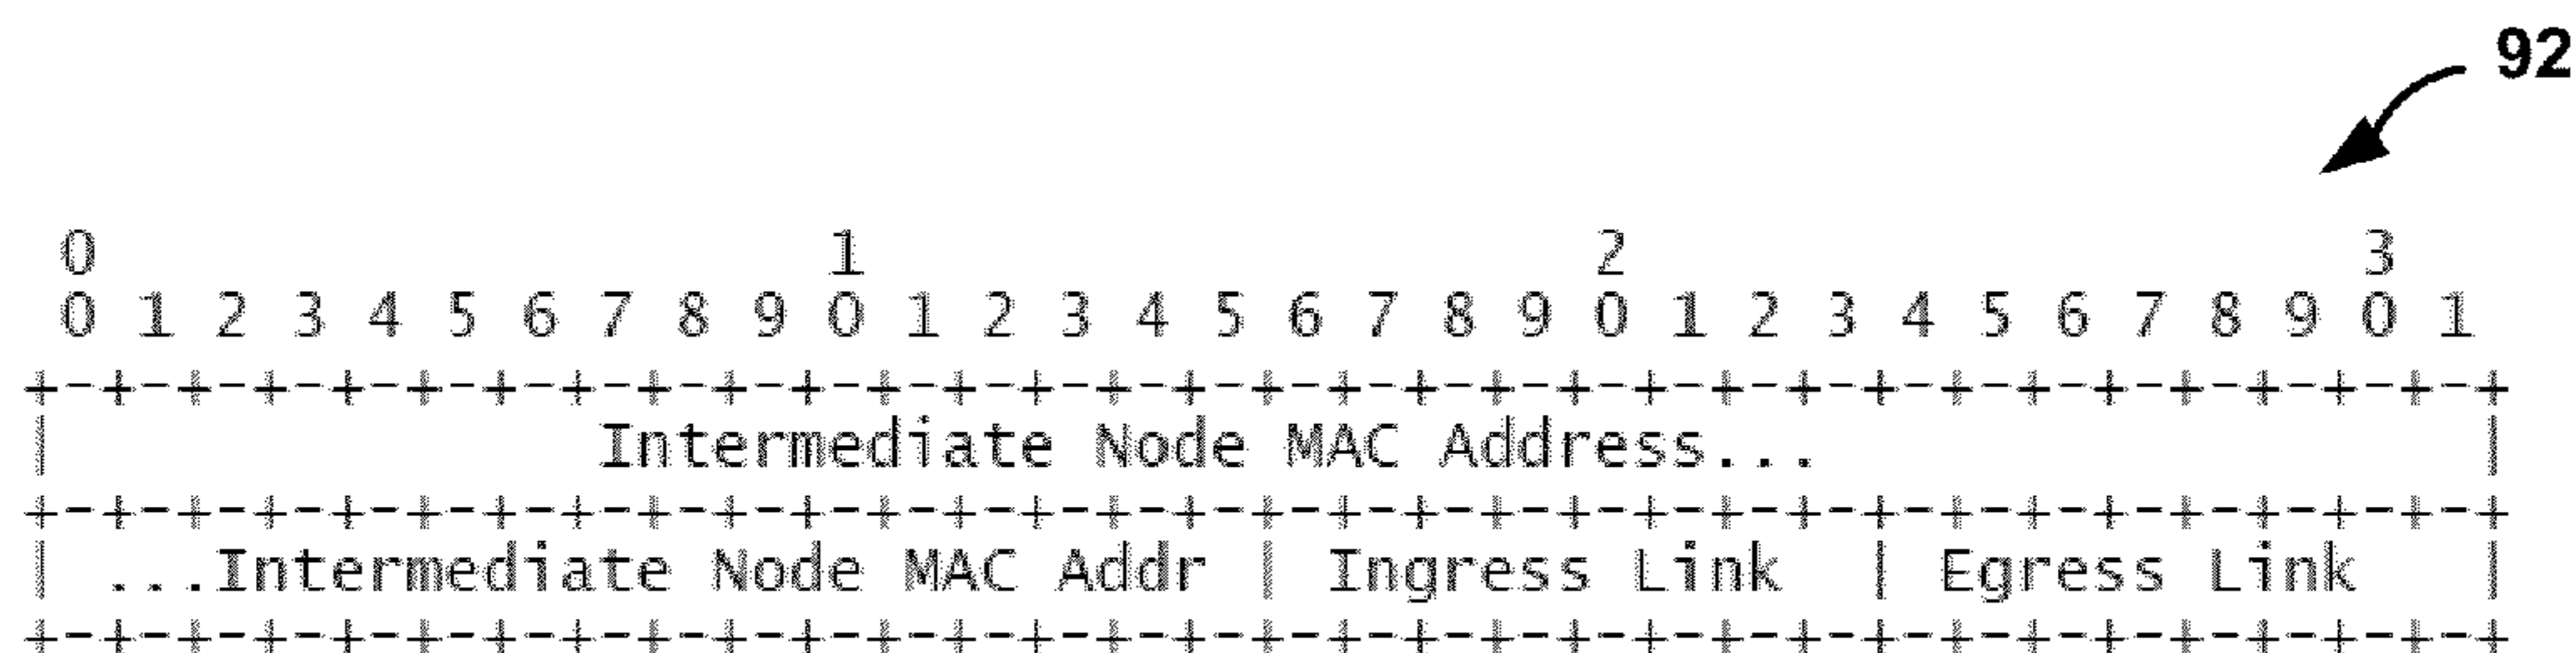 92
 0                   1                   2                   3
 0 1 2 3 4 5 6 7 8 9 0 1 2 3 4 5 6 7 8 9 0 1 2 3 4 5 6 7 8 9 0 1
+-+-+-+-+-+-+-+-+-+-+-+-+-+-+-+-+-+-+-+-+-+-+-+-+-+-+-+-+-+-+-+-+
|              Intermediate Node MAC Address...                 |
+-+-+-+-+-+-+-+-+-+-+-+-+-+-+-+-+-+-+-+-+-+-+-+-+-+-+-+-+-+-+-+-+
| ...Intermediate Node MAC Addr | Ingress Link  | Egress Link   |
+-+-+-+-+-+-+-+-+-+-+-+-+-+-+-+-+-+-+-+-+-+-+-+-+-+-+-+-+-+-+-+-+